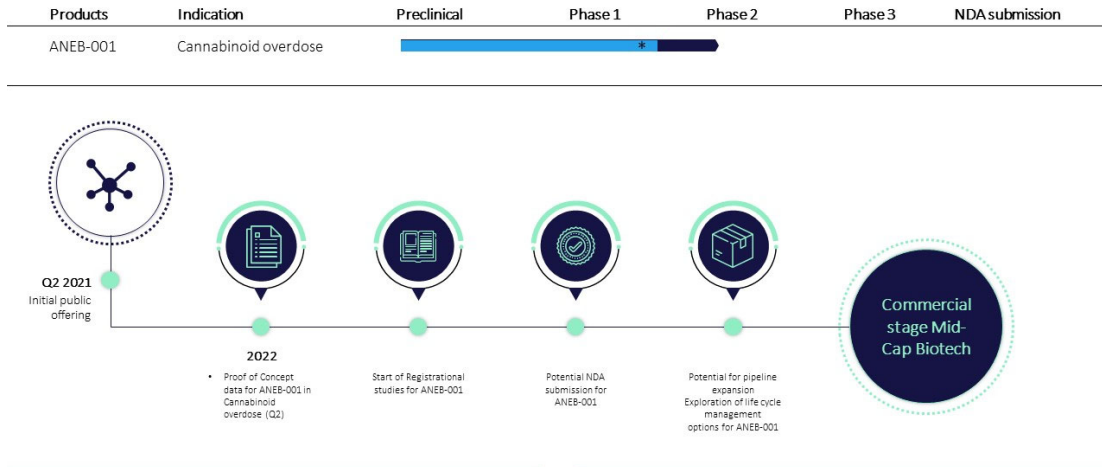 Products Indication Preclinical Phase 1 Phase 2 Phase 3 NDA submission
ANEB-001 Cannabinoid overdose *
Q2 2021
Initial public
offering
2022
• Proof of Concept
data for ANEB-001 in
Cannabinoid
overdose (Q2)
Start of Registrational
studies for ANEB-001
Potential NDA
submission for
ANEB-001
Potential for pipeline
expansion
Exploration of life cycle
management
options for ANEB-001
Commercial
stage Mid-
Cap Biotech